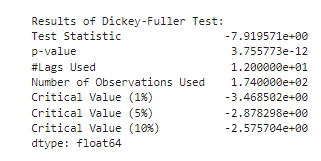 Results of Dickey-Fuller Test:
Test Statistic -7.919571e+00
p-value 3.755773e-12
#Lags Used 1.200000e+01
Number of Observations Used 1.740000e+02
Critical Value (1%) -3.468502e+00
Critical Value (5%) -2.878298e+00
Critical Value (10%) -2.575704e+00
dtype: float64